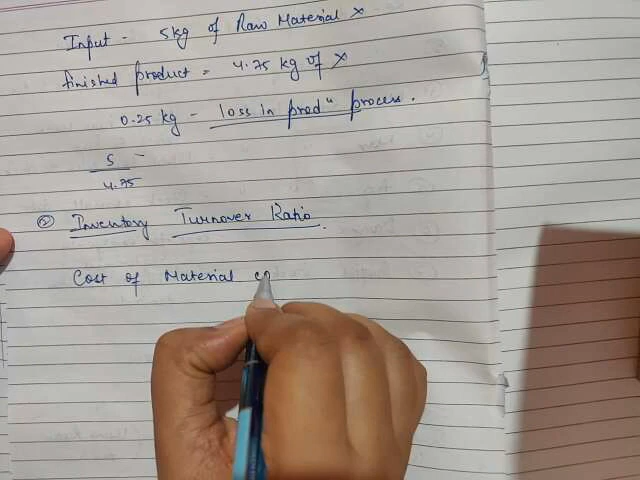 Input - 5kg of Raw Material X
finished product = 4.75 kg of X
0.25 kg - loss in prodⁿ process.
5 -
4.75
② Inventory Turnover Ratio.
Cost of Material co